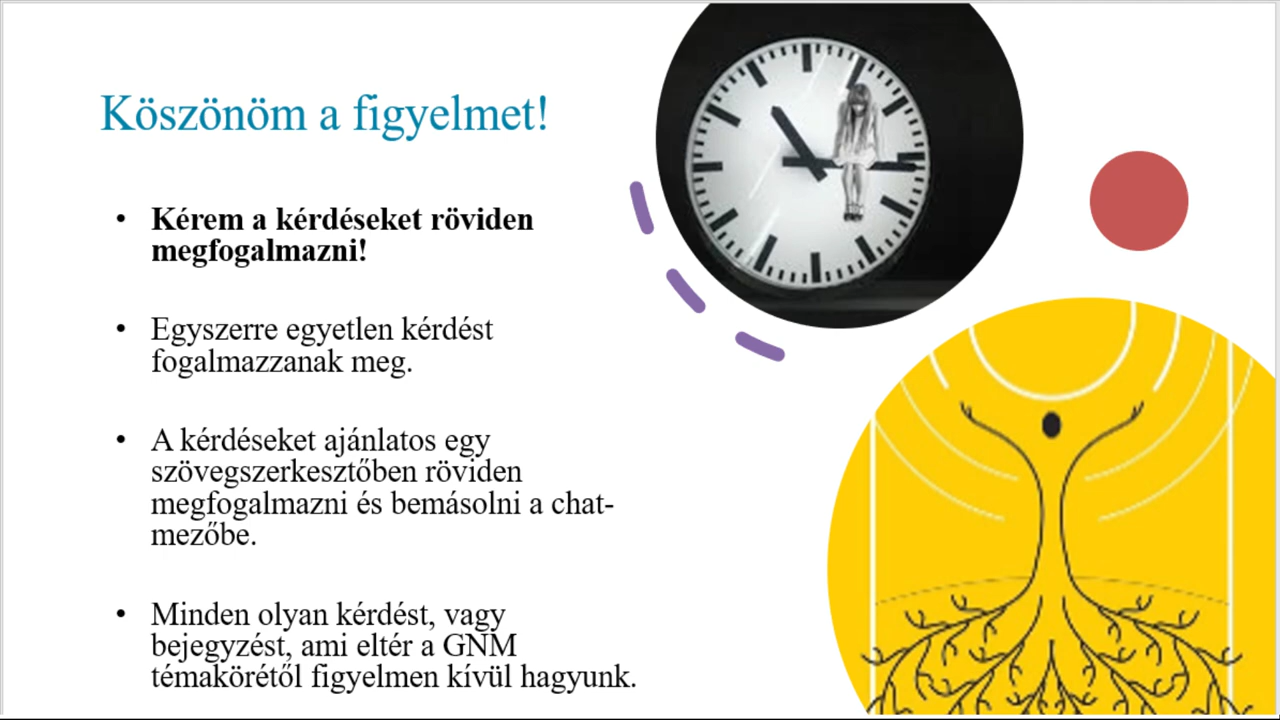 Köszönöm a figyelmet!
• Kérem a kérdéseket röviden
megfogalmazni!
• Egyszerre egyetlen kérdést
fogalmazzanak meg.
• A kérdéseket ajánlatos egy
szövegszerkesztőben röviden
megfogalmazni és bemásolni a chat-
mezőbe.
• Minden olyan kérdést, vagy
bejegyzést, ami eltér a GNM
témakörétől figyelmen kívül hagyunk.